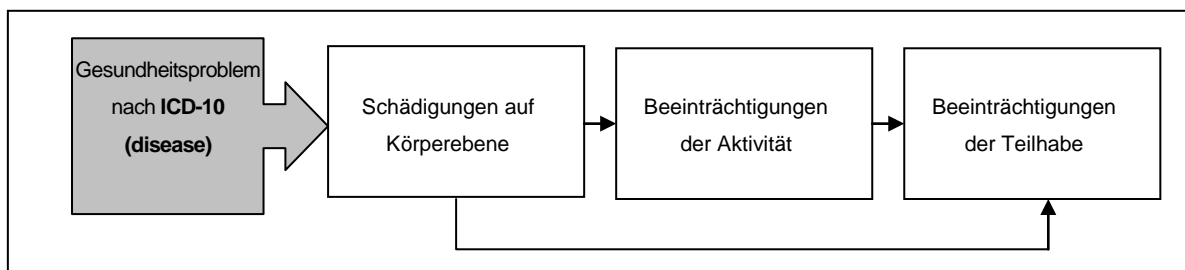 Gesundheitsproblem
nach ICD-10
(disease)
Schädigungen auf
Körperebene
Beeinträchtigungen
der Aktivität
Beeinträchtigungen
der Teilhabe